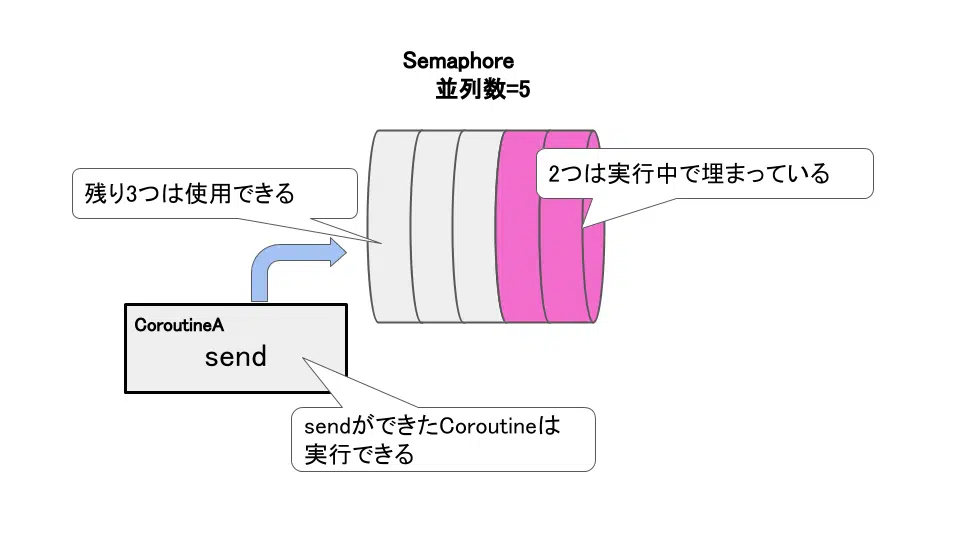 Semaphore
並列数=5
残り3つは使用できる
2つは実行中で埋まっている
CoroutineA
send
sendができたCoroutineは
実行できる